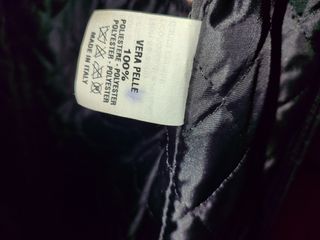 VERA PELLE
100%
POLIESTERE - POLYESTER
POLYESTER - POLYESTER
MADE IN ITALY